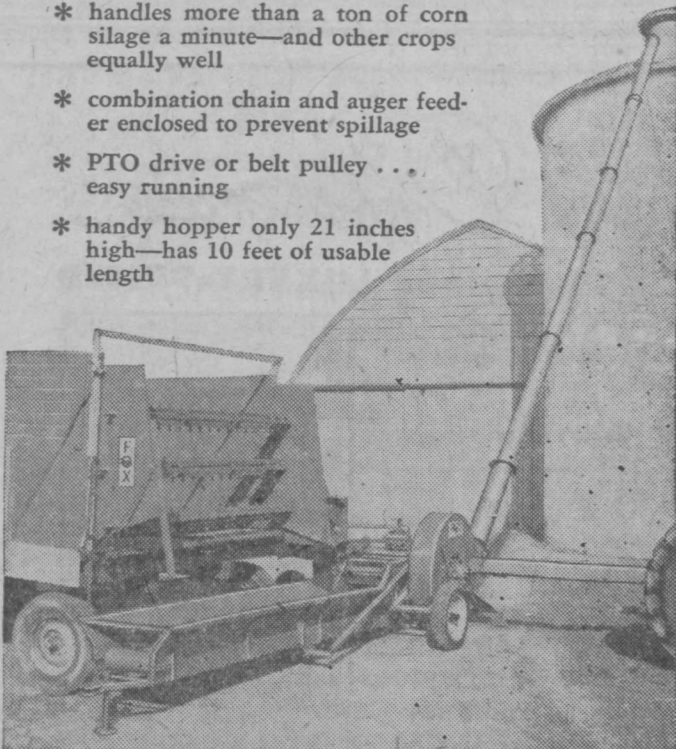 * handles more than a ton of corn
silage a minute—and other crops
equally well
* combination chain and auger feed-
er enclosed to prevent spillage
* PTO drive or belt pulley . . .
easy running
* handy hopper only 21 inches
high—has 10 feet of usable
length
FOX